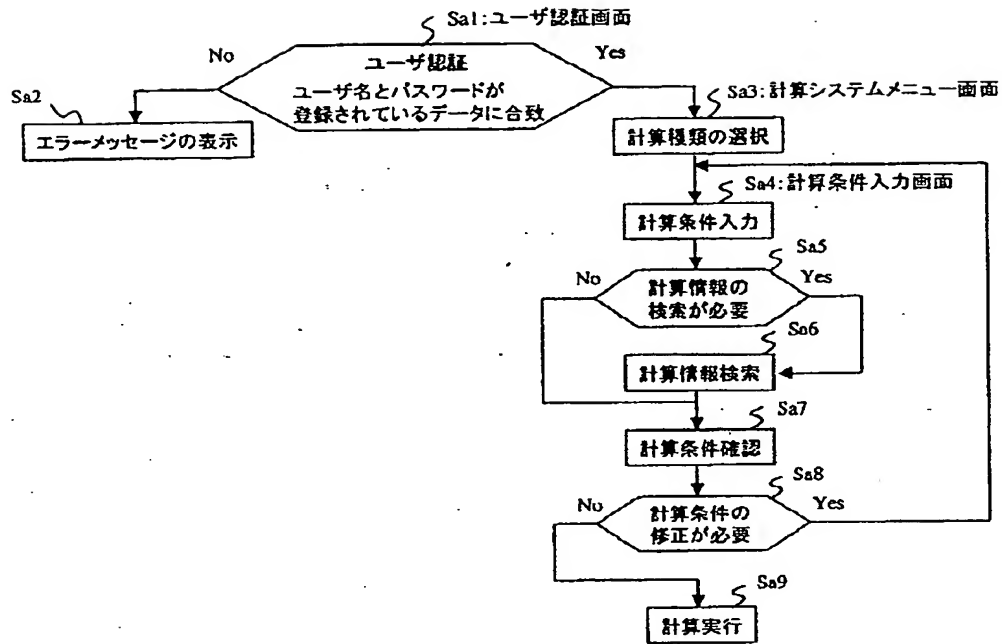 Sa1:ユーザ認証画面
No
Yes
ユーザ認証
ユーザ名とパスワードが
登録されているデータに合致
Sa2
エラーメッセージの表示
Sa3:計算システムメニュー画面
計算種類の選択
Sa4:計算条件入力画面
計算条件入力
Sa5
No
Yes
計算情報の
検索が必要
Sa6
計算情報検索
Sa7
計算条件確認
Sa8
No
Yes
計算条件の
修正が必要
Sa9
計算実行